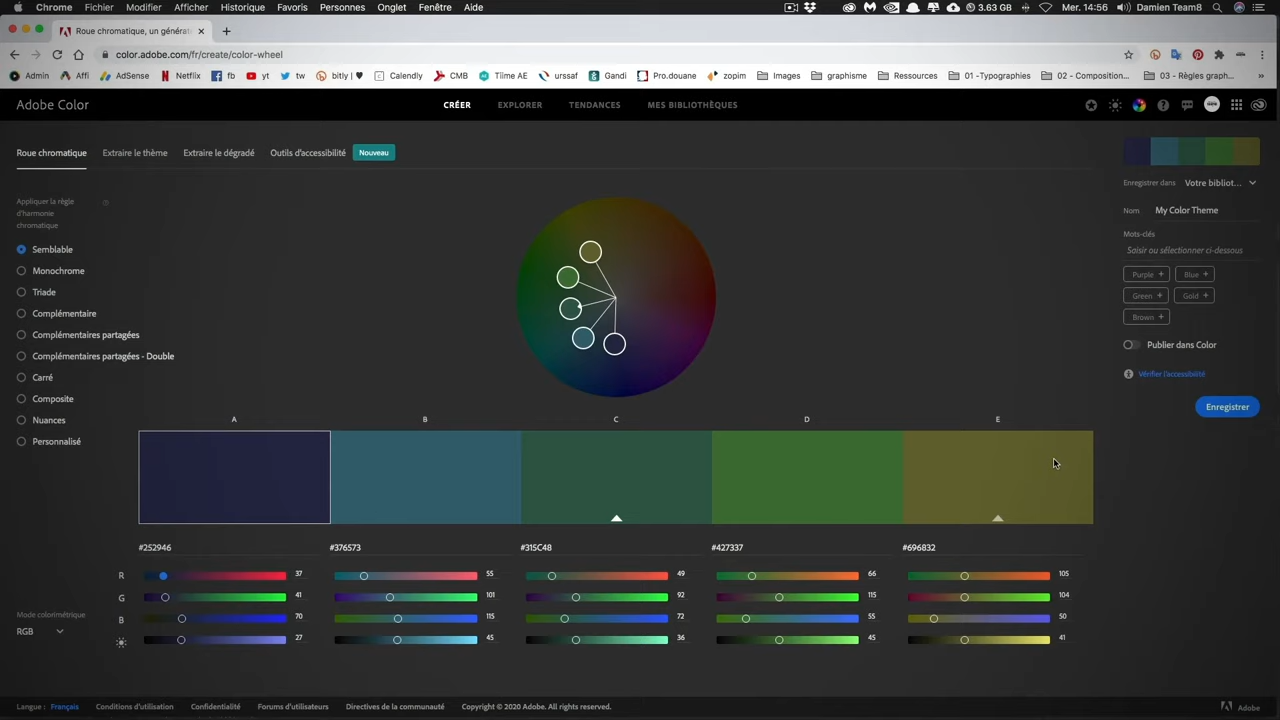 Chrome Fichier Modifier Afficher Historique Favoris Personnes Onglet Fenêtre Aide 3.63 GB Mer. 14:56 Damien Team8
Roue chromatique, un générate
color.adobe.com/fr/create/color-wheel
Admin Affi AdSense Netflix fb yt tw bitly | Calendly CMB Tiime AE urssaf Gandi Pro.douane zopim Images graphisme Ressources 01 -Typographies 02 - Composition... 03 - Règles graph... »
Adobe Color CRÉER EXPLORER TENDANCES MES BIBLIOTHÈQUES
Roue chromatique Extraire le thème Extraire le dégradé Outils d'accessibilité Nouveau
Enregistrer dans Votre bibliot...
Nom My Color Theme
Mots-clés
Saisir ou sélectionner ci-dessous
Purple + Blue +
Green + Gold +
Brown +
Publier dans Color
Vérifier l'accessibilité
Enregistrer
Appliquer la règle
d'harmonie
chromatique
Semblable
Monochrome
Triade
Complémentaire
Complémentaires partagées
Complémentaires partagées - Double
Carré
Composite
Nuances
Personnalisé
A B C D E
#252946 #376573 #315C48 #427337 #696832
R 37 55 49 66 105
G 41 101 92 115 104
B 70 115 72 55 50
27 45 36 45 41
Mode colorimétrique
RGB
Langue : Français Conditions d'utilisation Confidentialité Forums d'utilisateurs Directives de la communauté Copyright © 2020 Adobe. All rights reserved. Adobe